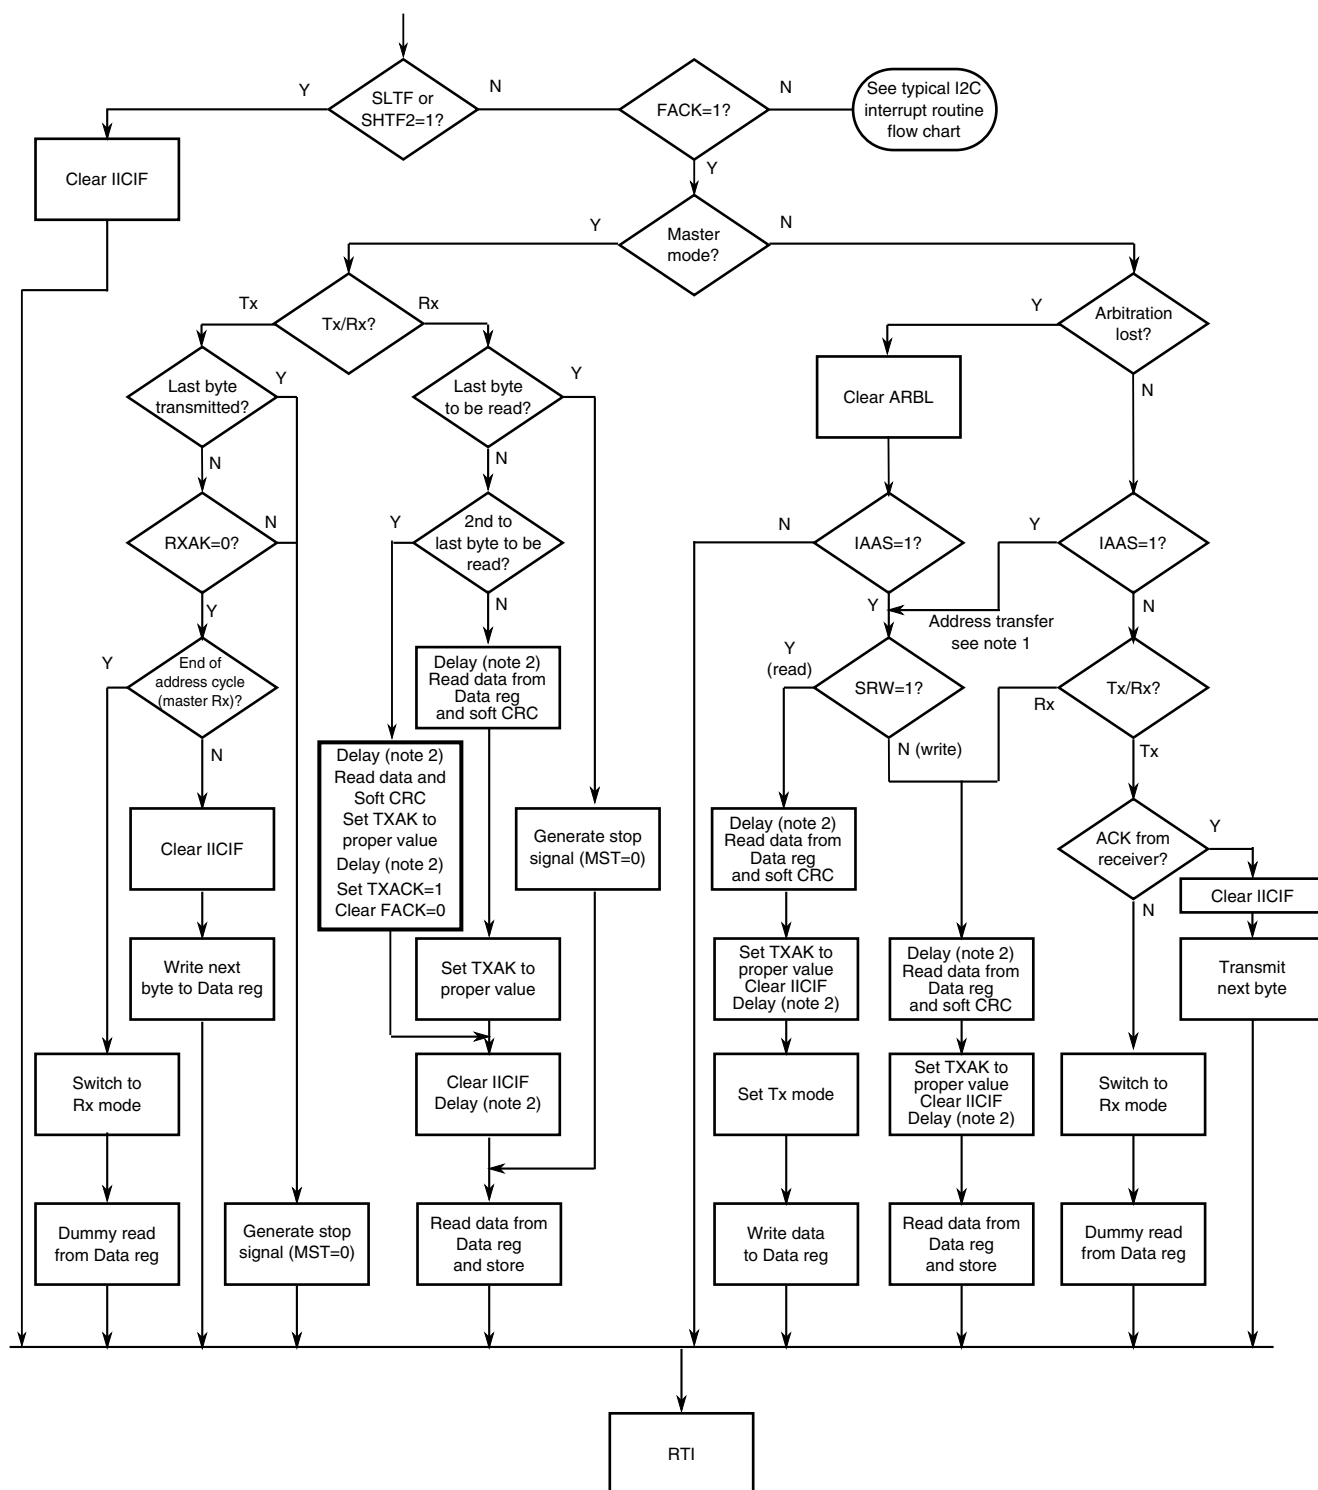 Y
SLTF or
SHTF2=1?
N
FACK=1?
N
See typical I2C
interrupt routine
flow chart
Clear IICIF
Y
Y
Master
mode?
N
Tx
Tx/Rx?
Rx
Y
Arbitration
lost?
Last byte
transmitted?
Y
Last byte
to be read?
Y
Clear ARBL
N
N
N
RXAK=0?
N
Y
2nd to
last byte to be
read?
N
IAAS=1?
Y
IAAS=1?
Y
N
Y
Address transfer
see note 1
N
Y
End of
address cycle
(master Rx)?
Delay (note 2)
Read data from
Data reg
and soft CRC
Y
(read)
SRW=1?
Rx
Tx/Rx?
N
N (write)
Tx
Delay (note 2)
Read data and
Soft CRC
Set TXAK to
proper value
Delay (note 2)
Set TXACK=1
Clear FACK=0
Clear IICIF
Generate stop
signal (MST=0)
Delay (note 2)
Read data from
Data reg
and soft CRC
ACK from
receiver?
Y
N
Clear IICIF
Write next
byte to Data reg
Set TXAK to
proper value
Set TXAK to
proper value
Clear IICIF
Delay (note 2)
Delay (note 2)
Read data from
Data reg
and soft CRC
Transmit
next byte
Switch to
Rx mode
Clear IICIF
Delay (note 2)
Set Tx mode
Set TXAK to
proper value
Clear IICIF
Delay (note 2)
Switch to
Rx mode
Dummy read
from Data reg
Generate stop
signal (MST=0)
Read data from
Data reg
and store
Write data
to Data reg
Read data from
Data reg
and store
Dummy read
from Data reg
RTI